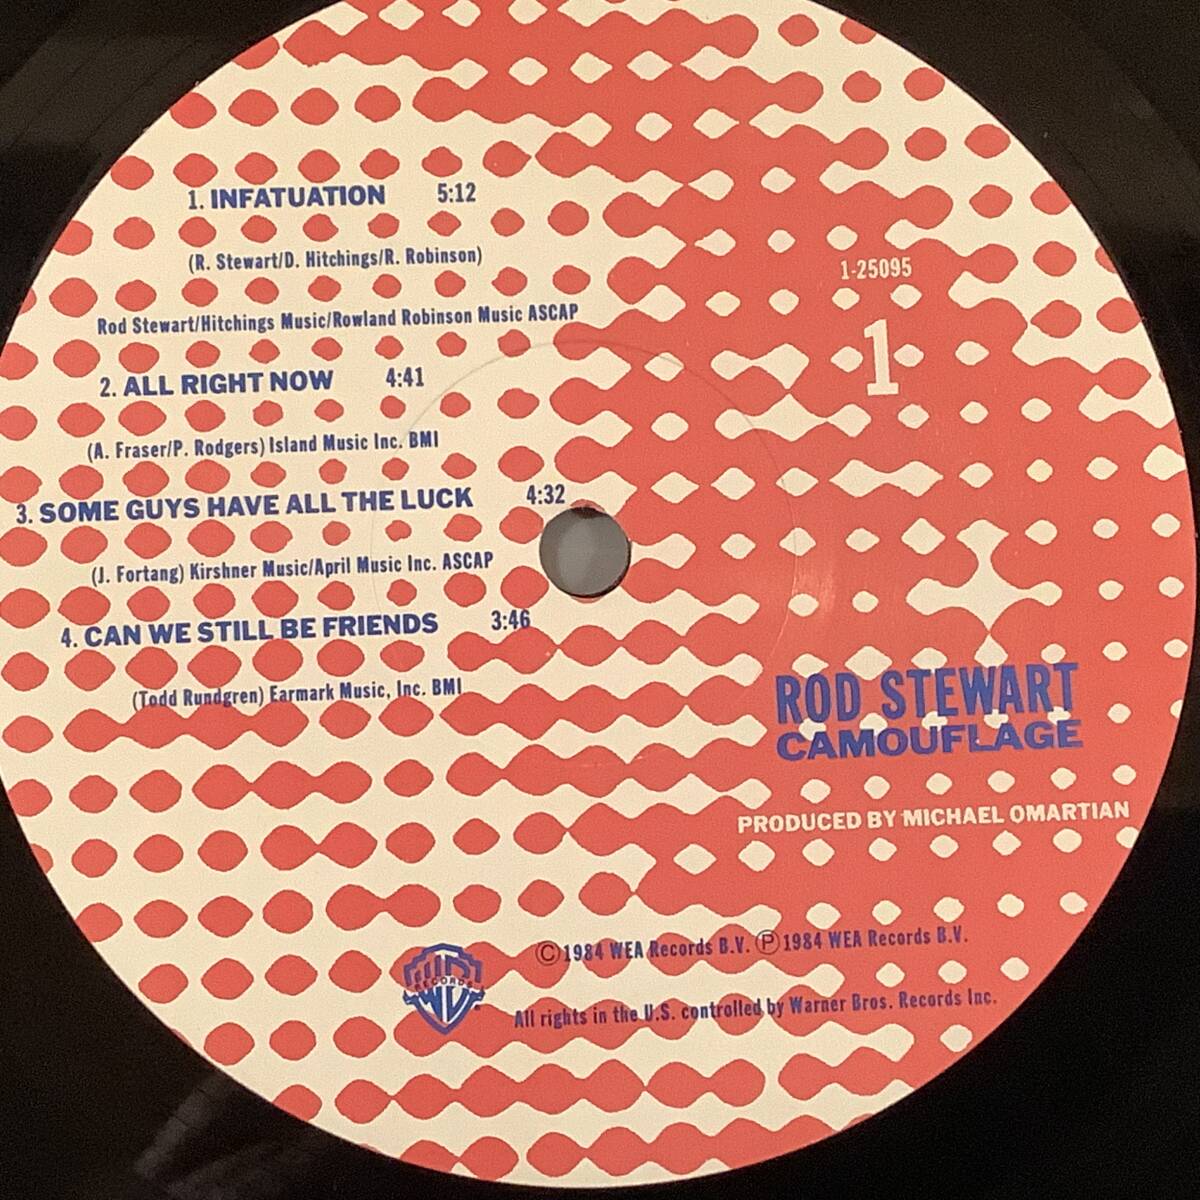 1. INFATUATION 5:12
(R. Stewart/D. Hitchings/R. Robinson)
Rod Stewart/Hitchings Music/Rowland Robinson Music ASCAP
2. ALL RIGHT NOW 4:41
(A. Fraser/P. Rodgers) Island Music Inc. BMI
3. SOME GUYS HAVE ALL THE LUCK 4:32
(J. Fortang) Kirshner Music/April Music Inc. ASCAP
4. CAN WE STILL BE FRIENDS 3:46
(Todd Rundgren) Earmark Music, Inc. BMI
1-25095
1
ROD STEWART
CAMOUFLAGE
PRODUCED BY MICHAEL OMARTIAN
RECORDS
WB
©1984 WEA Records B.V. ℗1984 WEA Records B.V.
All rights in the U.S. controlled by Warner Bros. Records Inc.